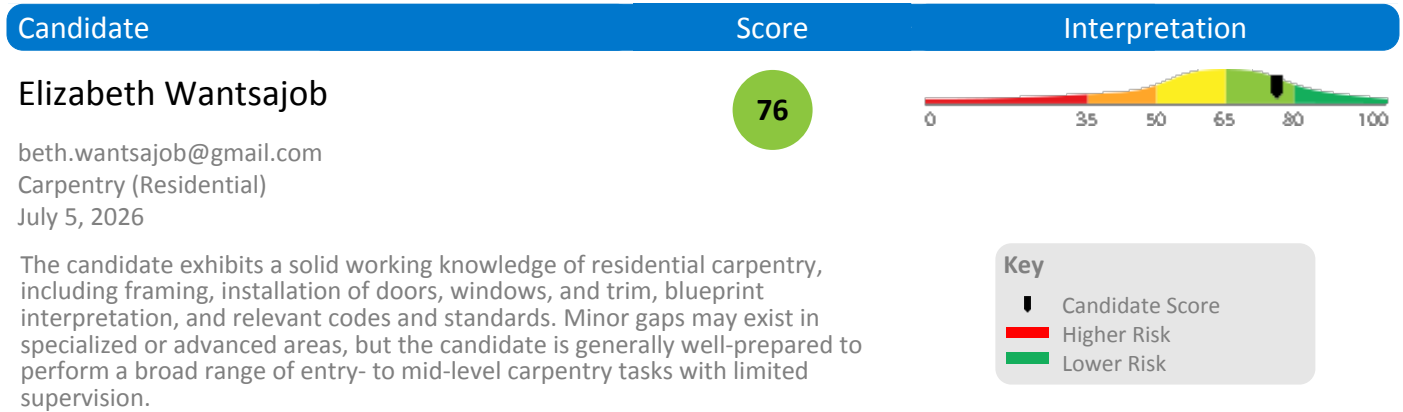 Candidate Score Interpretation
Elizabeth Wantsajob
76
0 35 50 65 80 100
beth.wantsajob@gmail.com
Carpentry (Residential)
July 5, 2026
The candidate exhibits a solid working knowledge of residential carpentry,
including framing, installation of doors, windows, and trim, blueprint
interpretation, and relevant codes and standards. Minor gaps may exist in
specialized or advanced areas, but the candidate is generally well-prepared to
perform a broad range of entry- to mid-level carpentry tasks with limited
supervision.
Key
Candidate Score
Higher Risk
Lower Risk